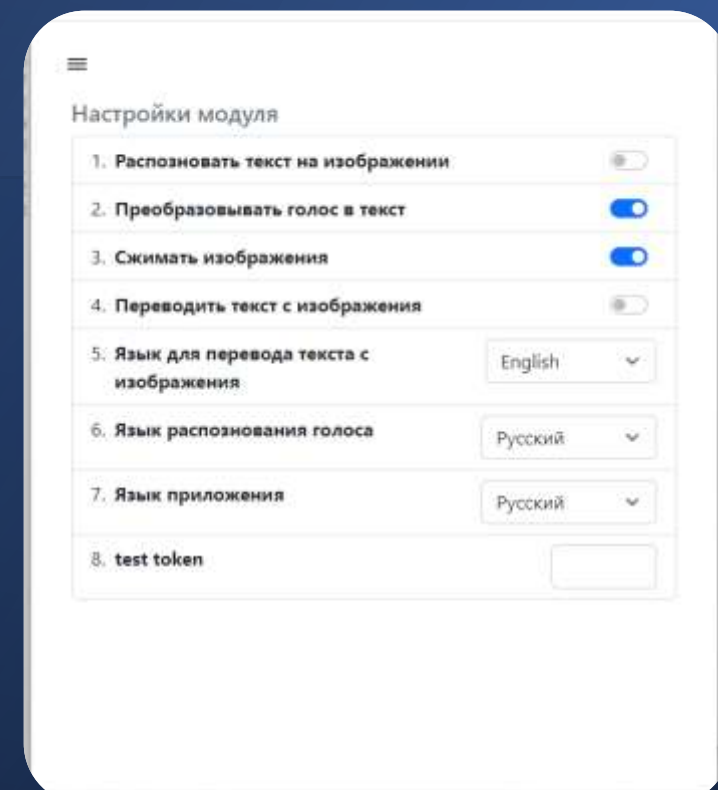 Настройки модуля
1. Распозновать текст на изображении
2. Преобразовывать голос в текст
3. Сжимать изображения
4. Переводить текст с изображения
5. Язык для перевода текста с
изображения
English
6. Язык распознования голоса
Русский
7. Язык приложения
Русский
8. test token